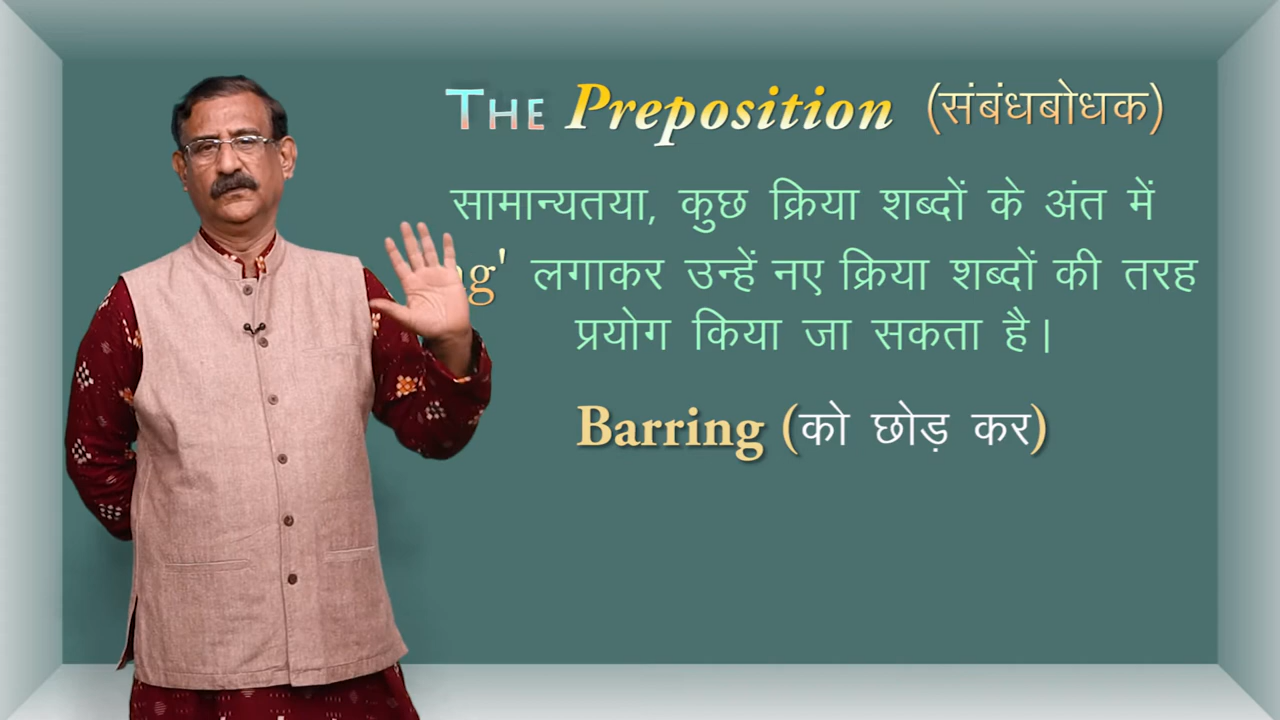 THE Preposition (संबंधबोधक)
सामान्यतया, कुछ क्रिया शब्दों के अंत में
लगाकर उन्हें नए क्रिया शब्दों की तरह
प्रयोग किया जा सकता है।
Barring (को छोड़ कर)